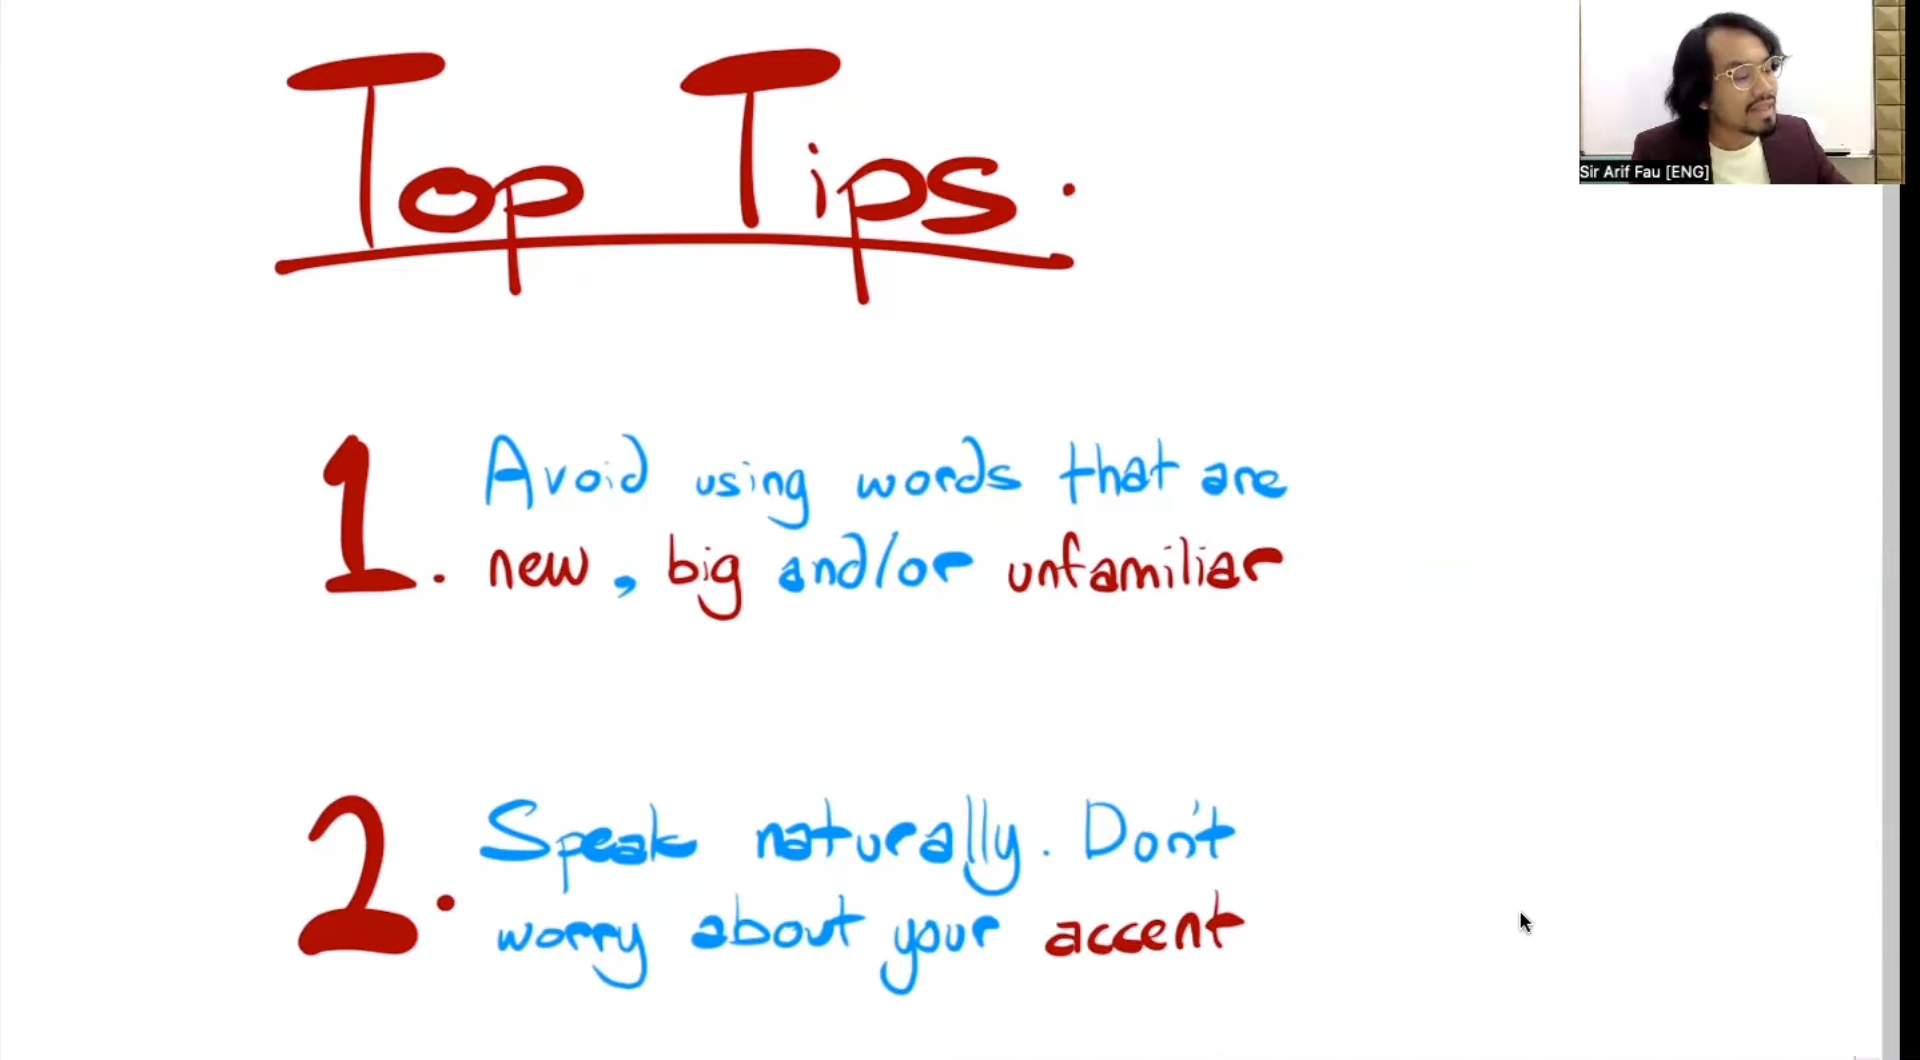 Top Tips.
Sir Arif Fau [ENG]
1. Avoid using words that are
new, big and/or unfamiliar
2. Speak naturally. Don't
worry about your accent